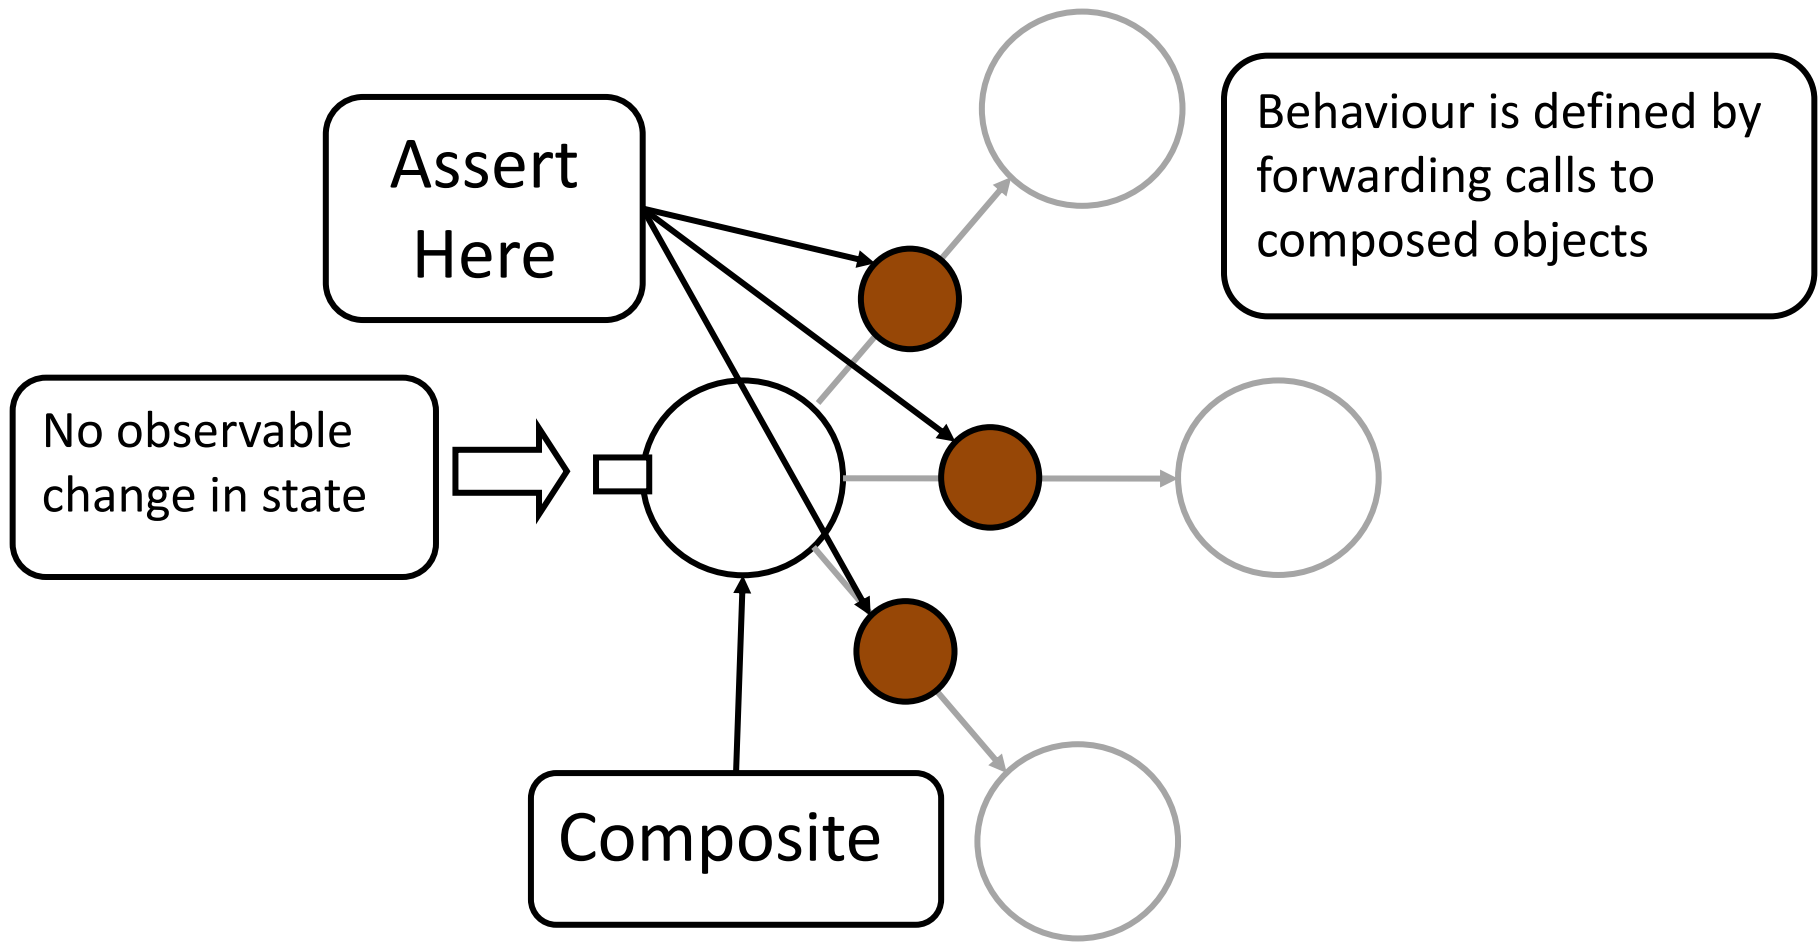 Assert
Here
Behaviour is defined by
forwarding calls to
composed objects
No observable
change in state
Composite